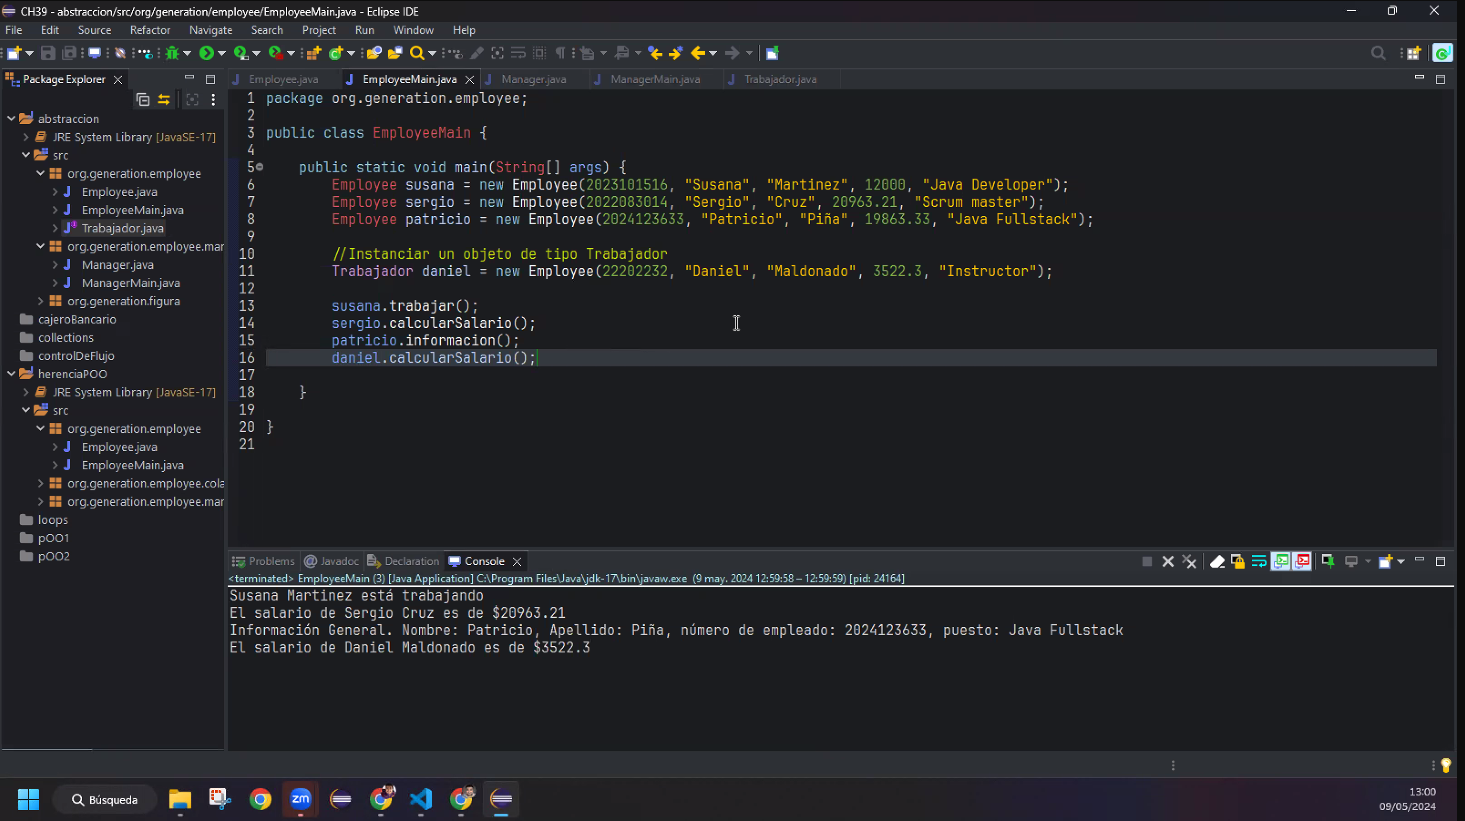 CH39 - abstraccion/src/org/generation/employee/EmployeeMain.java - Eclipse IDE
File Edit Source Refactor Navigate Search Project Run Window Help
Package Explorer
abstraccion
JRE System Library [JavaSE-17]
src
org.generation.employee
Employee.java
EmployeeMain.java
Trabajador.java
org.generation.employee.mar
Manager.java
ManagerMain.java
org.generation.figura
cajeroBancario
collections
controlDeFlujo
herenciaPOO
JRE System Library [JavaSE-17]
src
org.generation.employee
Employee.java
EmployeeMain.java
org.generation.employee.cola
org.generation.employee.mar
loops
pOO1
pOO2
Employee.java EmployeeMain.java Manager.java ManagerMain.java Trabajador.java
1 package org.generation.employee;
2
3 public class EmployeeMain {
4
5 public static void main(String[] args) {
6 Employee susana = new Employee(2023101516, "Susana", "Martinez", 12000, "Java Developer");
7 Employee sergio = new Employee(2022083014, "Sergio", "Cruz", 20963.21, "Scrum master");
8 Employee patricio = new Employee(2024123633, "Patricio", "Piña", 19863.33, "Java Fullstack");
9
10 //Instanciar un objeto de tipo Trabajador
11 Trabajador daniel = new Employee(22202232, "Daniel", "Maldonado", 3522.3, "Instructor");
12
13 susana.trabajar();
14 sergio.calcularSalario();
15 patricio.informacion();
16 daniel.calcularSalario();
17
18 }
19
20 }
21
Problems Javadoc Declaration Console
<terminated> EmployeeMain (3) [Java Application] C:\Program Files\Java\jdk-17\bin\javaw.exe (9 may. 2024 12:59:58 – 12:59:59) [pid: 24164]
Susana Martinez está trabajando
El salario de Sergio Cruz es de $20963.21
Información General. Nombre: Patricio, Apellido: Piña, número de empleado: 2024123633, puesto: Java Fullstack
El salario de Daniel Maldonado es de $3522.3
Búsqueda
zm
13:00
09/05/2024